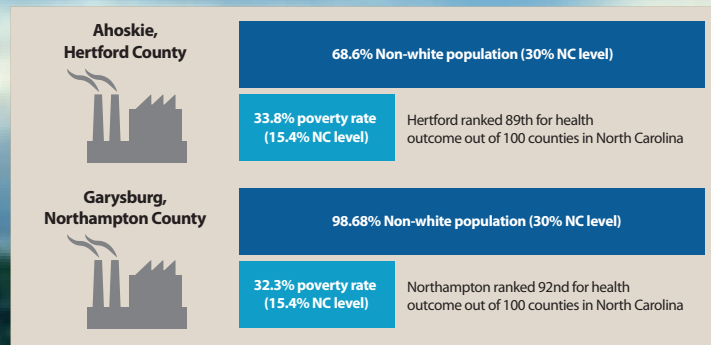 Ahoskie,
Hertford County
68.6% Non-white population (30% NC level)
33.8% poverty rate
(15.4% NC level)
Hertford ranked 89th for health
outcome out of 100 counties in North Carolina
Garysburg,
Northampton County
98.68% Non-white population (30% NC level)
32.3% poverty rate
(15.4% NC level)
Northampton ranked 92nd for health
outcome out of 100 counties in North Carolina